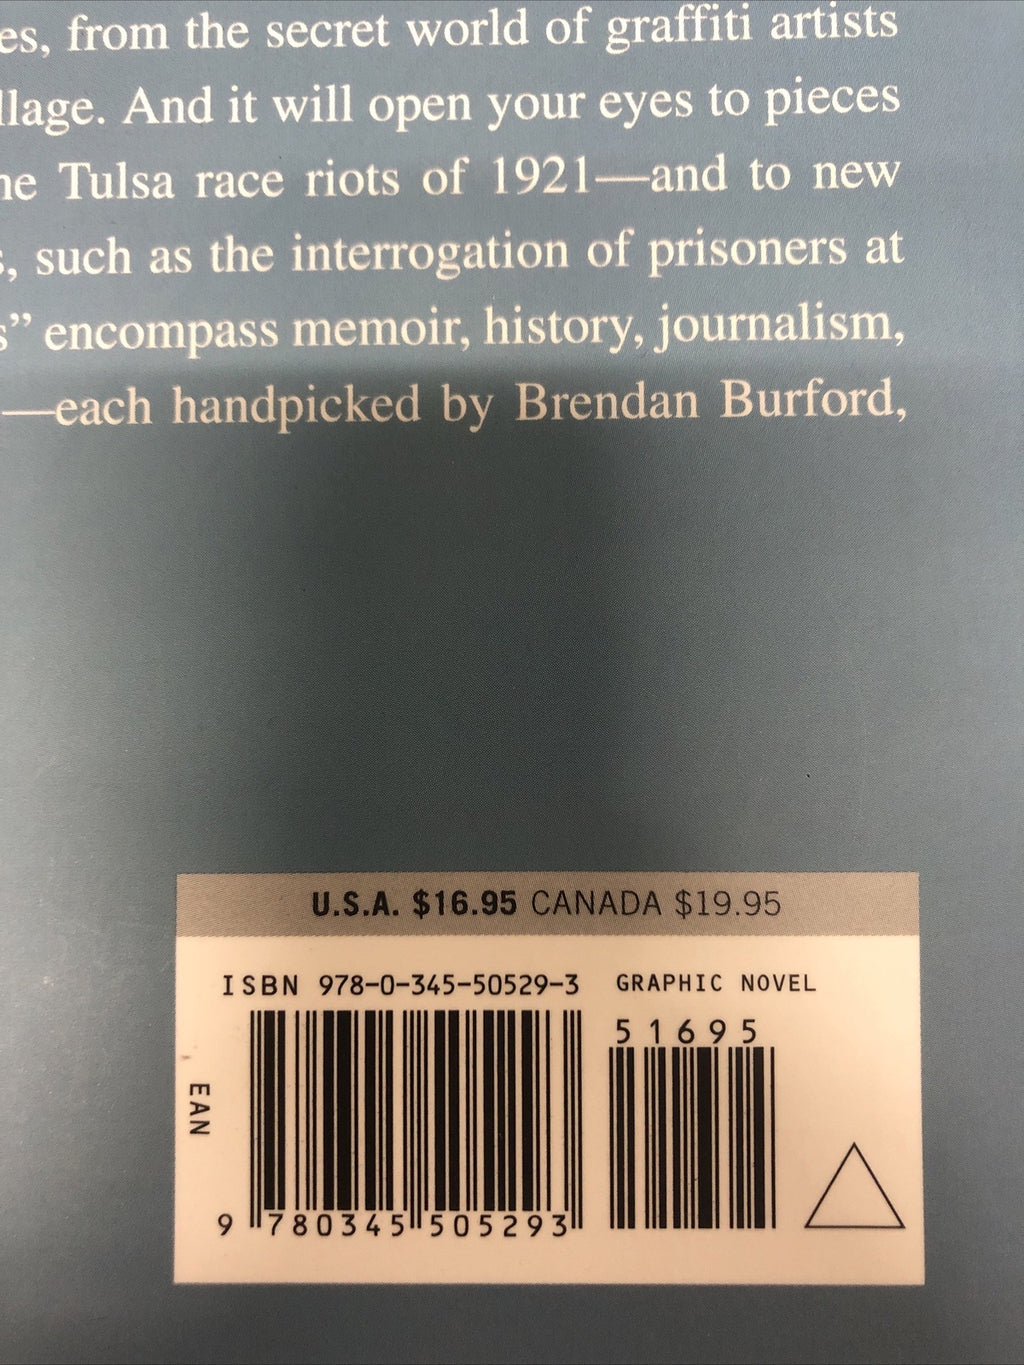 es, from the secret world of graffiti artists
llage. And it will open your eyes to pieces
he Tulsa race riots of 1921—and to new
s, such as the interrogation of prisoners at
s” encompass memoir, history, journalism,
—each handpicked by Brendan Burford,
U.S.A. $16.95 CANADA $19.95
ISBN 978-0-345-50529-3 GRAPHIC NOVEL
51695
EAN
9 780345 505293